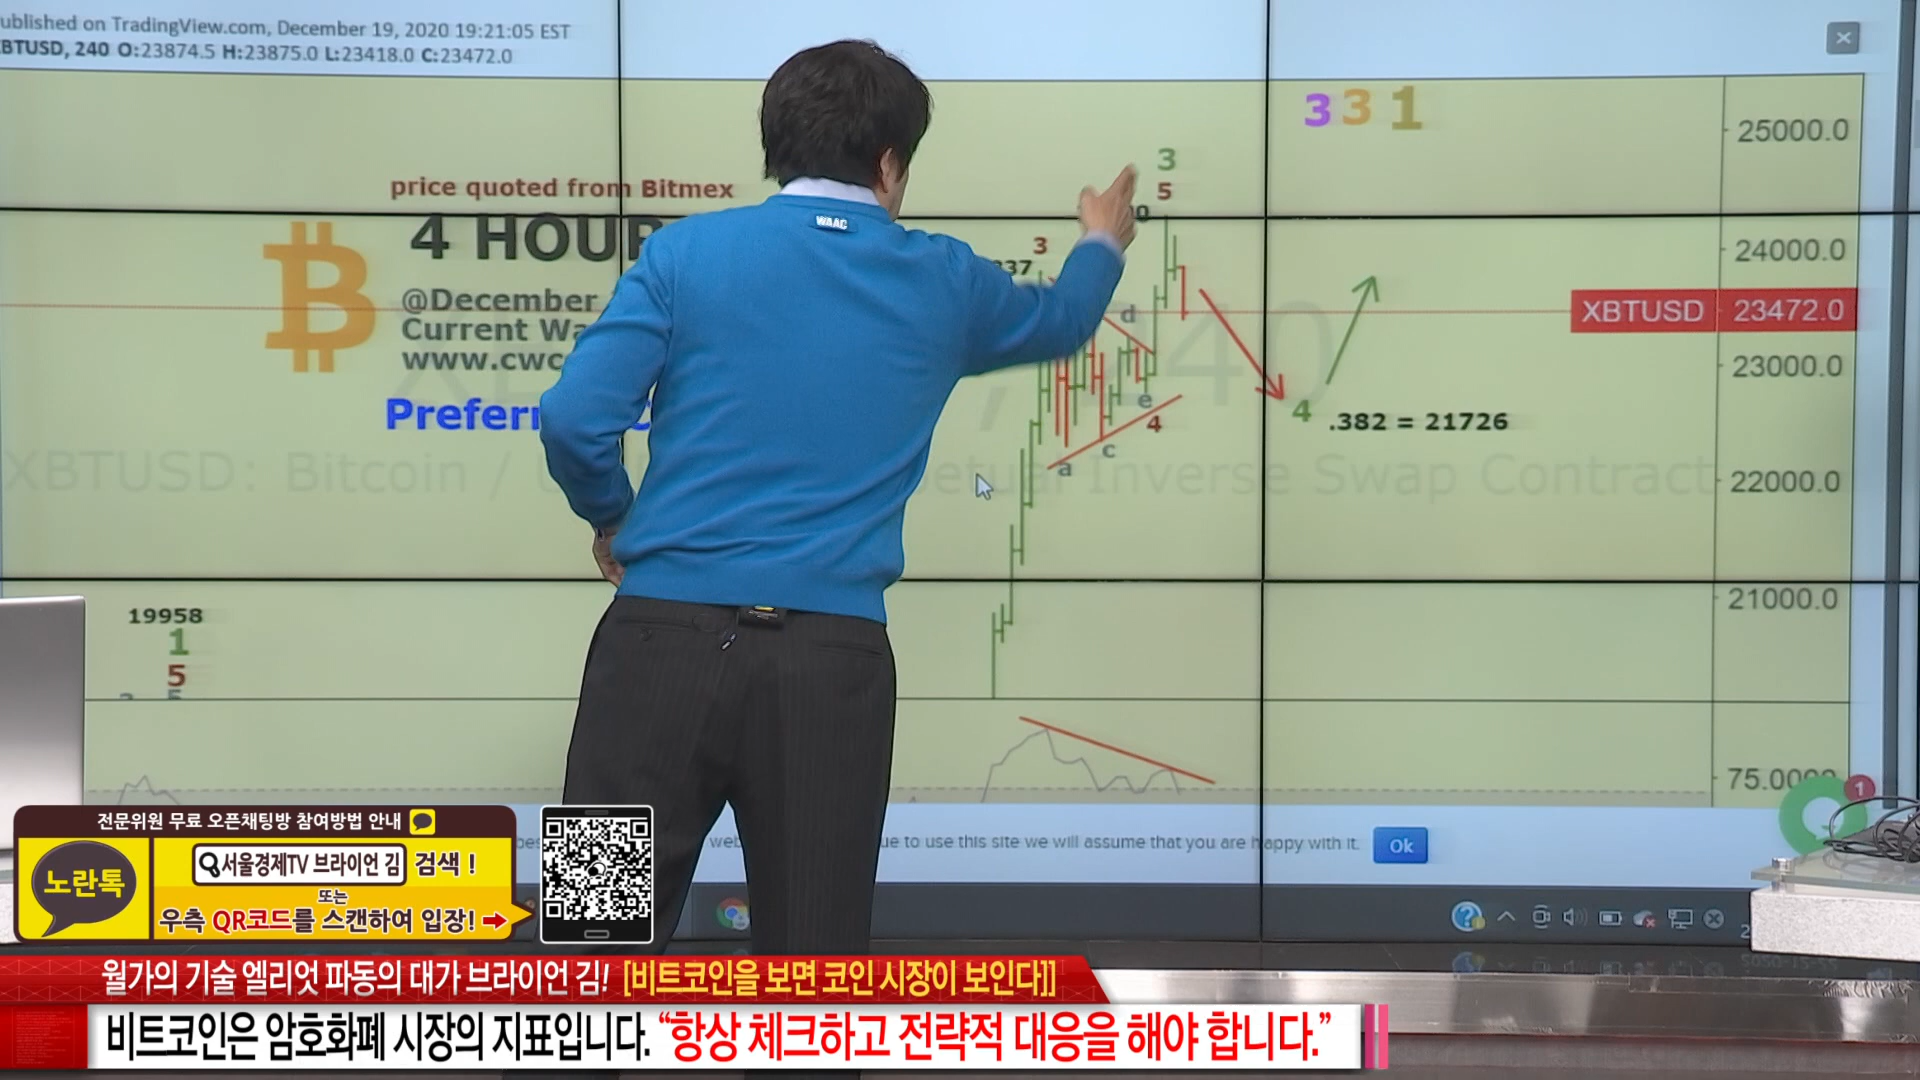 ublished on TradingView.com, December 19, 2020 19:21:05 EST
BTUSD, 240 O:23874.5 H:23875.0 L:23418.0 C:23472.0
3 3 1
25000.0
3
5
price quoted from Bitmex
4 HOUR
WAAC
3
337
24000.0
@December
XBTUSD 23472.0
Current Wa
www.cwc
d
240
23000.0
Preferr
e
4
4 .382 = 21726
a
c
XBTUSD: Bitcoin / Inverse Swap Contract
22000.0
21000.0
19958
1
5
75.00
1
web ue to use this site we will assume that you are happy with it.
Ok
전문위원 무료 오픈채팅방 참여방법 안내
노란톡
서울경제TV 브라이언 김 검색 !
또는
우측 QR코드를 스캔하여 입장!
월가의 기술 엘리엇 파동의 대가 브라이언 김! [비트코인을 보면 코인 시장이 보인다]]
비트코인은 암호화폐 시장의 지표입니다. “항상 체크하고 전략적 대응을 해야 합니다.”